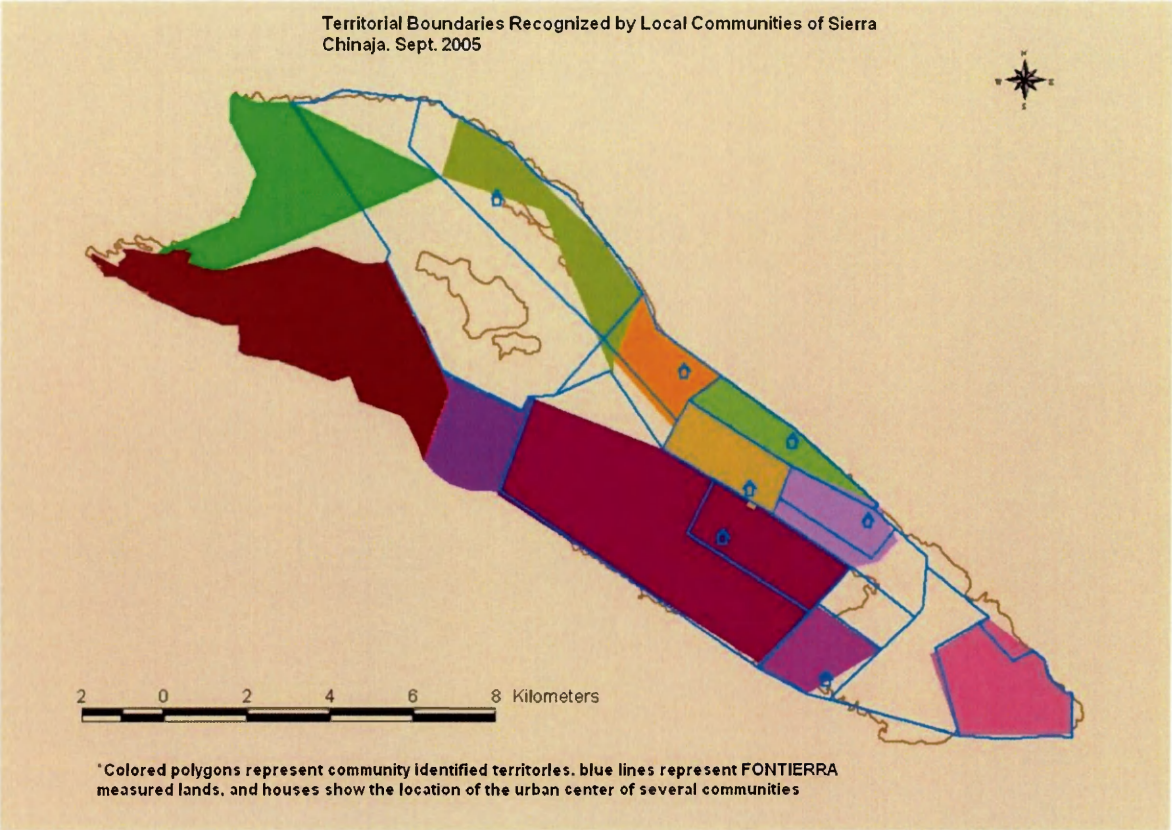 Territorial Boundaries Recognized by Local Communities of Sierra
Chinaja. Sept. 2005
N
W E
S
2 0 2 4 6 8 Kilometers
*Colored polygons represent community identified territories. blue lines represent FONTIERRA
measured lands. and houses show the location of the urban center of several communities